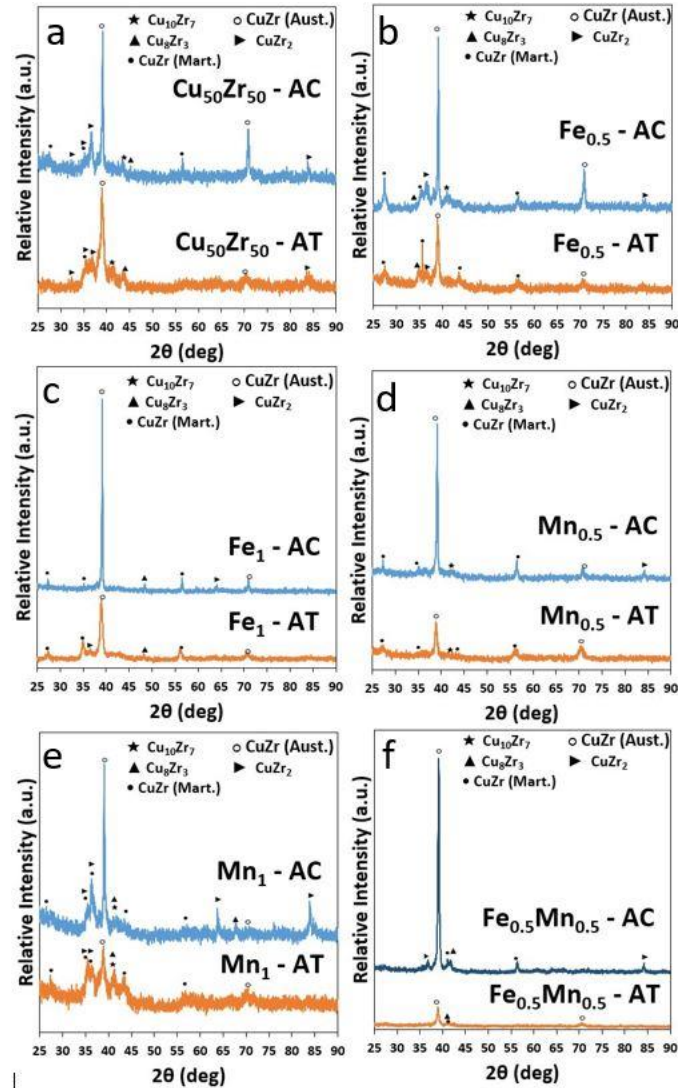 a
★ Cu₁₀Zr₇ ○ CuZr (Aust.)
▲ Cu₈Zr₃ ► CuZr₂
• CuZr (Mart.)
Cu₅₀Zr₅₀ - AC
Cu₅₀Zr₅₀ - AT
Relative Intensity (a.u.)
25 30 35 40 45 50 55 60 65 70 75 80 85 90
2θ (deg)
b
★ Cu₁₀Zr₇ ○ CuZr (Aust.)
▲ Cu₈Zr₃ ► CuZr₂
• CuZr (Mart.)
Fe₀.₅ - AC
Fe₀.₅ - AT
Relative Intensity (a.u.)
25 30 35 40 45 50 55 60 65 70 75 80 85 90
2θ (deg)
c
★ Cu₁₀Zr₇ ○ CuZr (Aust.)
▲ Cu₈Zr₃ ► CuZr₂
• CuZr (Mart.)
Fe₁ - AC
Fe₁ - AT
Relative Intensity (a.u.)
25 30 35 40 45 50 55 60 65 70 75 80 85 90
2θ (deg)
d
★ Cu₁₀Zr₇ ○ CuZr (Aust.)
▲ Cu₈Zr₃ ► CuZr₂
• CuZr (Mart.)
Mn₀.₅ - AC
Mn₀.₅ - AT
Relative Intensity (a.u.)
25 30 35 40 45 50 55 60 65 70 75 80 85 90
2θ (deg)
e
★ Cu₁₀Zr₇ ○ CuZr (Aust.)
▲ Cu₈Zr₃ ► CuZr₂
• CuZr (Mart.)
Mn₁ - AC
Mn₁ - AT
Relative Intensity (a.u.)
25 30 35 40 45 50 55 60 65 70 75 80 85 90
2θ (deg)
f
★ Cu₁₀Zr₇ ○ CuZr (Aust.)
▲ Cu₈Zr₃ ► CuZr₂
• CuZr (Mart.)
Fe₀.₅Mn₀.₅ - AC
Fe₀.₅Mn₀.₅ - AT
Relative Intensity (a.u.)
25 30 35 40 45 50 55 60 65 70 75 80 85 90
2θ (deg)